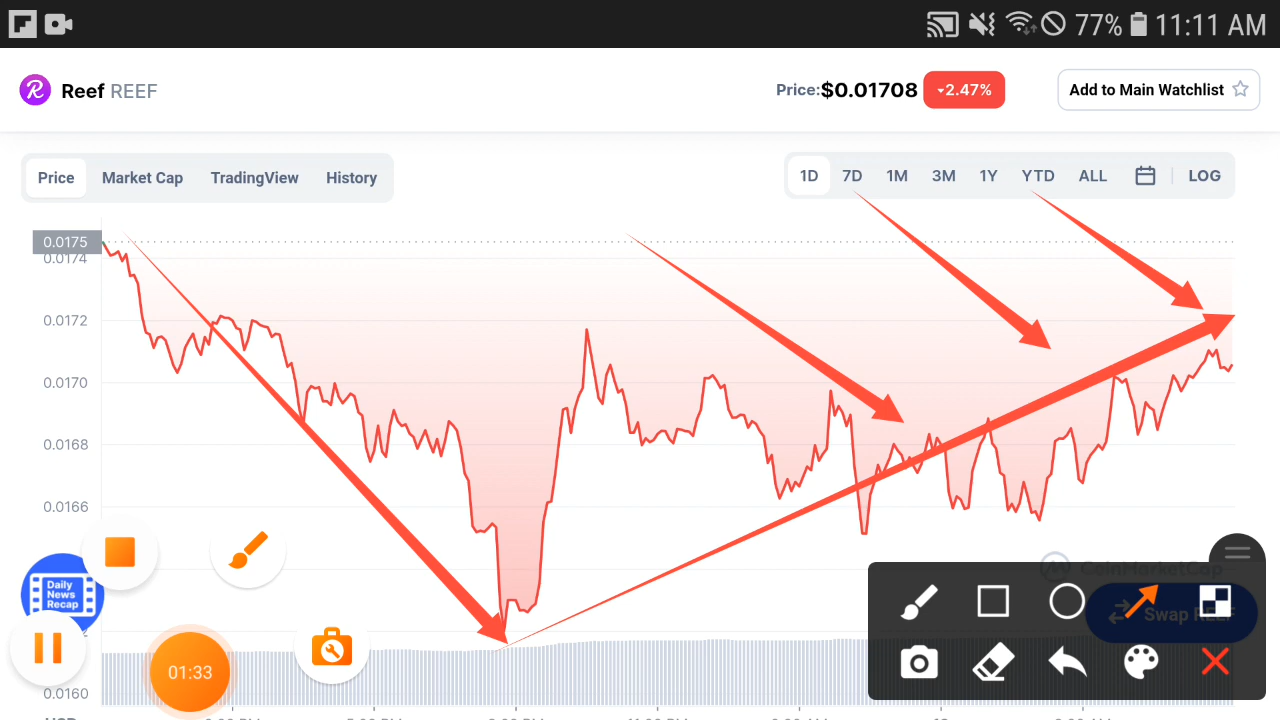 77% 11:11 AM
Reef REEF
Price:$0.01708 2.47%
Add to Main Watchlist
Price Market Cap TradingView History
1D 7D 1M 3M 1Y YTD ALL LOG
0.0175
0.0174
0.0172
0.0170
0.0168
0.0166
CoinMarketCap
Daily
News
Recap
Swap REEF
01:33
0.0160